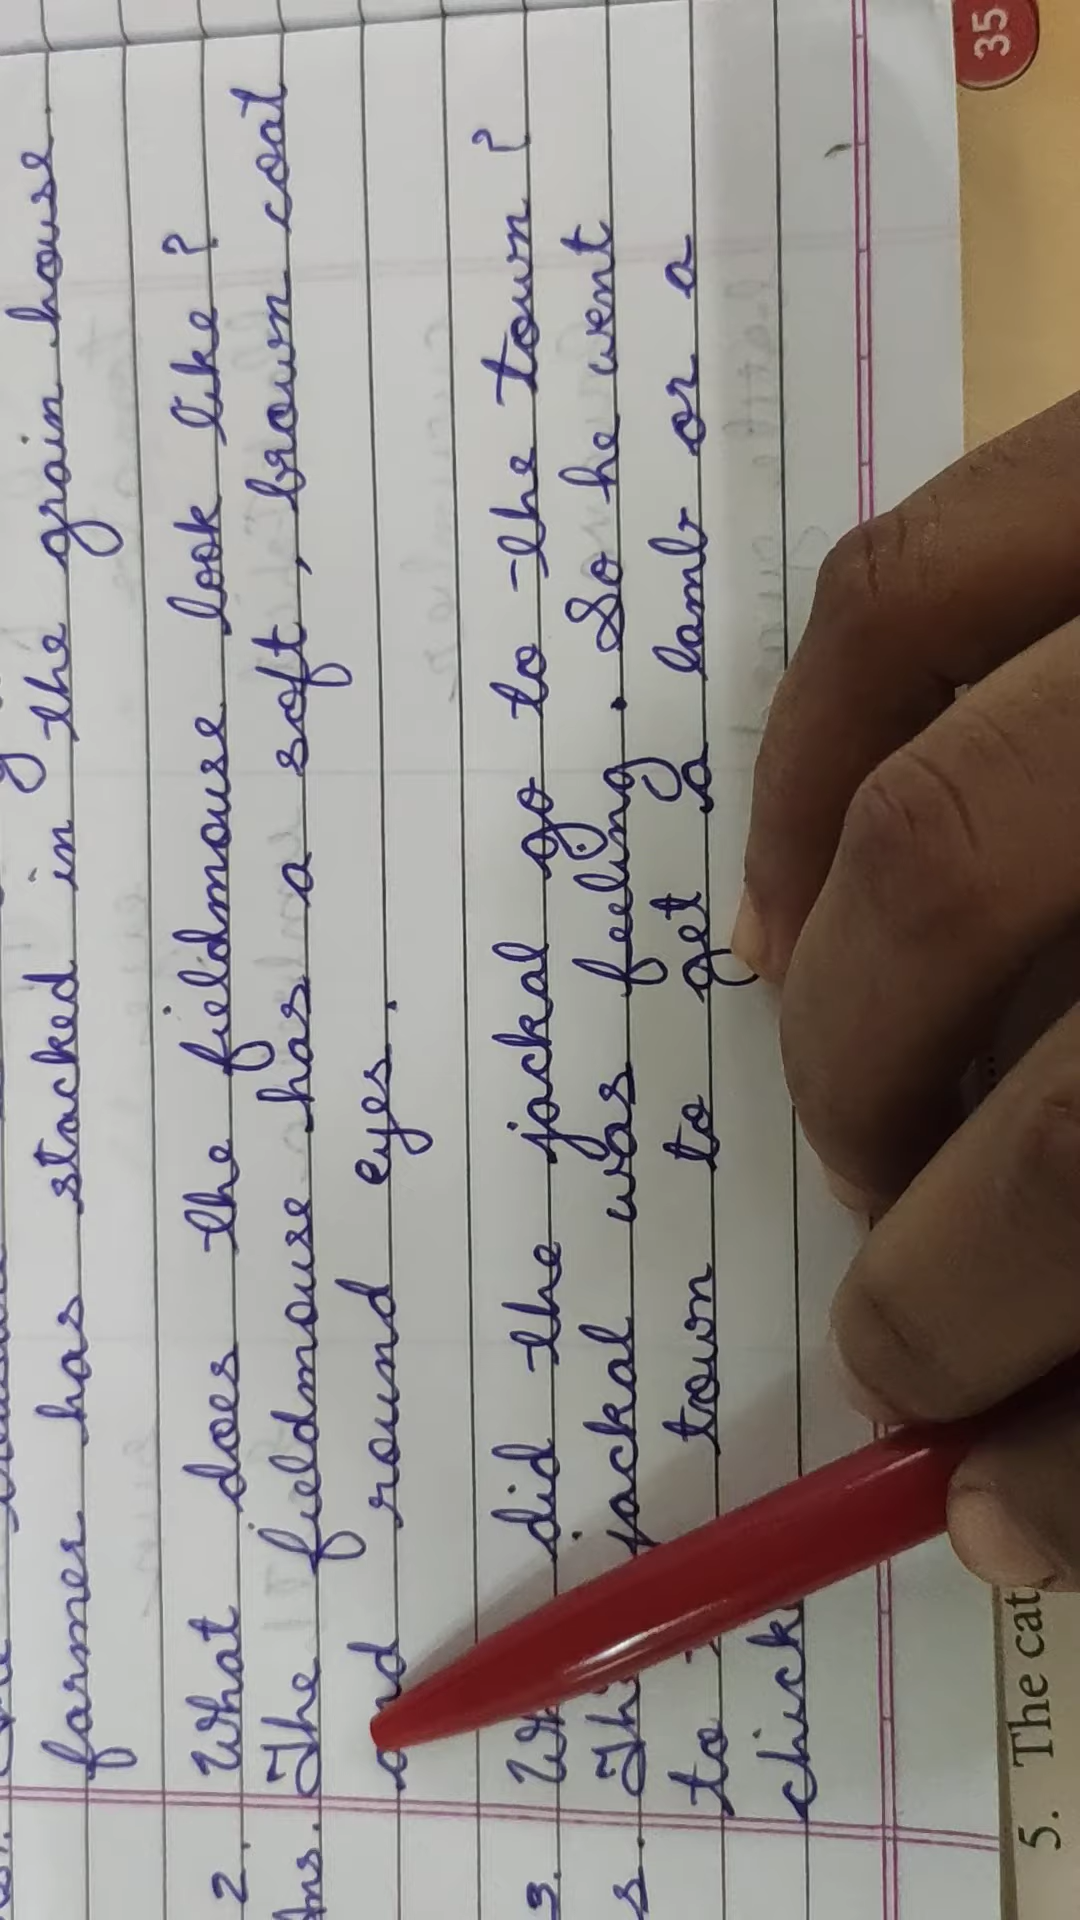 farmer has stacked in the grain house.
2. What does the fieldmouse look like ?
Ans. The fieldmouse has a soft, brown coat
and round eyes.
3. did the jackal go to the town ?
s. The jackal was feeling. So he went
to town to get a lamb or a
chick
35
5. The cat